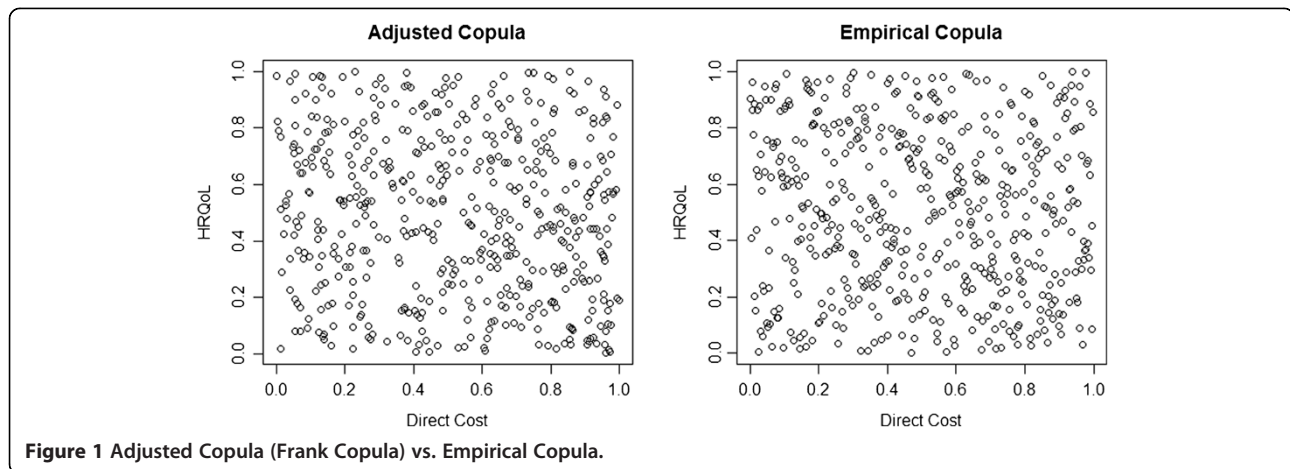 Adjusted Copula
HRQoL
1.0
0.8
0.6
0.4
0.2
0.0
0.0 0.2 0.4 0.6 0.8 1.0
Direct Cost
Empirical Copula
HRQoL
1.0
0.8
0.6
0.4
0.2
0.0
0.0 0.2 0.4 0.6 0.8 1.0
Direct Cost
Figure 1 Adjusted Copula (Frank Copula) vs. Empirical Copula.